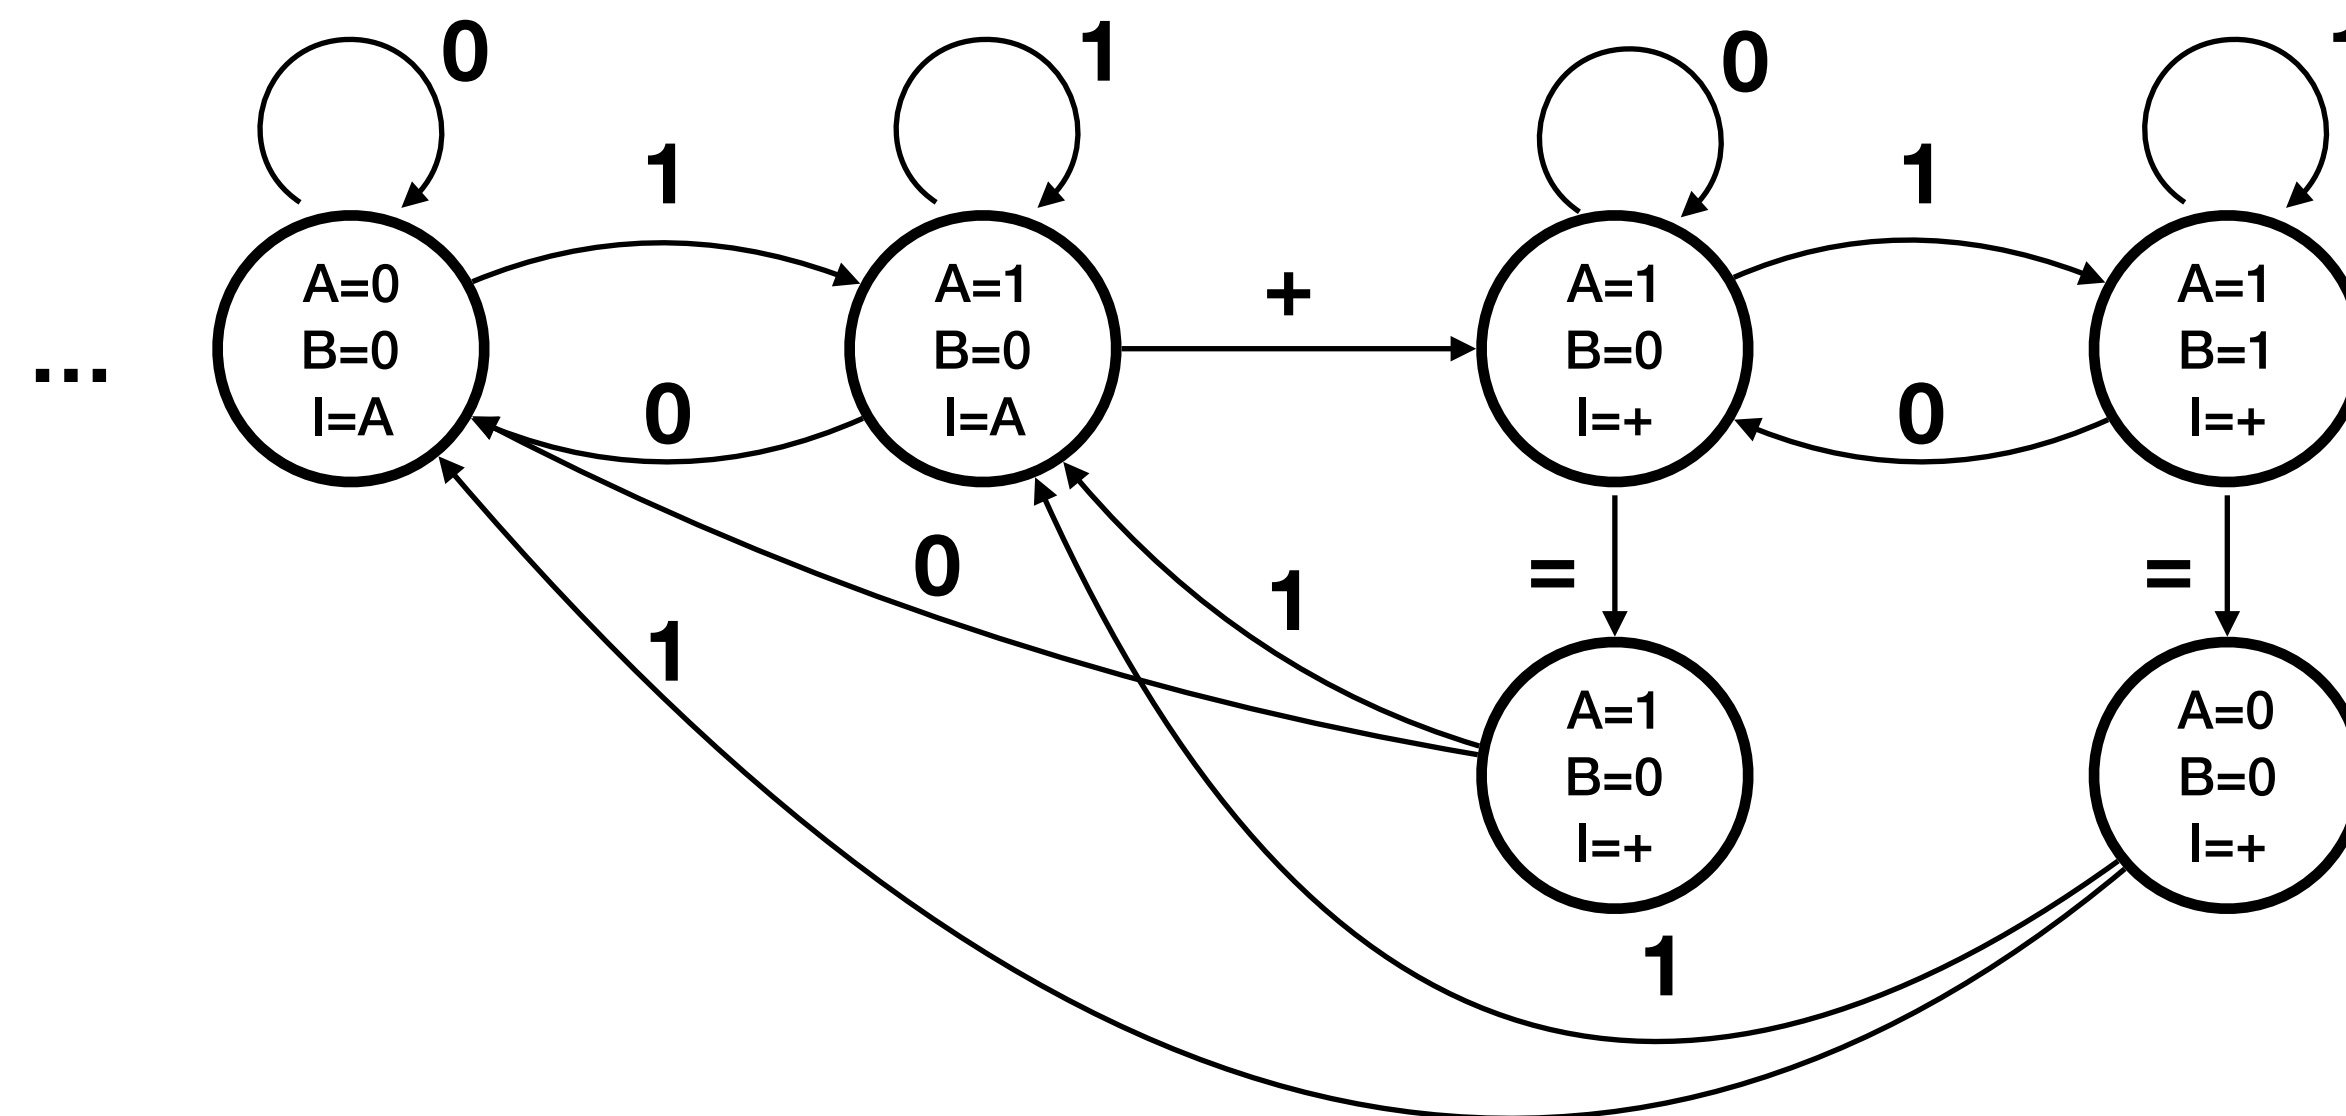 0
1
0
1
1
1
A=0
B=0
I=A
A=1
B=0
I=A
+
A=1
B=0
I=+
A=1
B=1
I=+
...
0
0
0
1
=
=
1
A=1
B=0
I=+
A=0
B=0
I=+
1